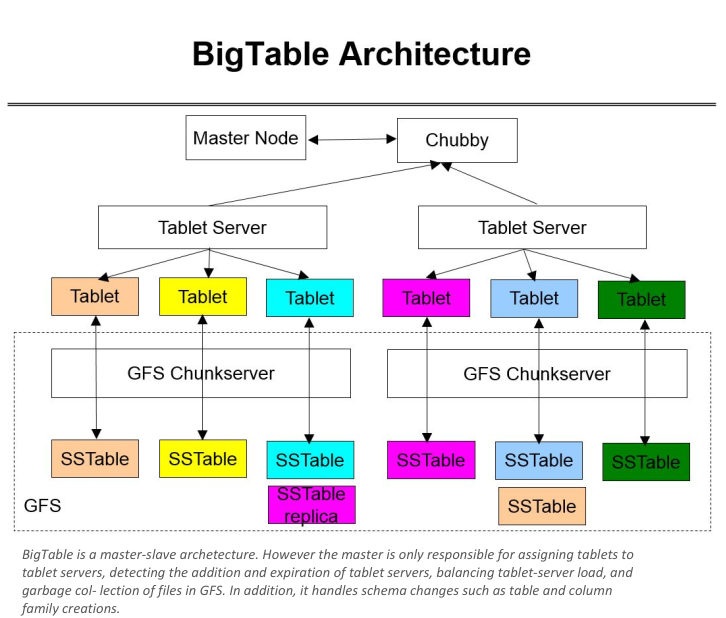 BigTable Architecture
Master Node
Chubby
Tablet Server
Tablet Server
Tablet
Tablet
Tablet
Tablet
Tablet
Tablet
GFS Chunkserver
GFS Chunkserver
SSTable
SSTable
SSTable
SSTable
SSTable
SSTable
SSTable
replica
SSTable
GFS
BigTable is a master-slave archetecture. However the master is only responsible for assigning tablets to
tablet servers, detecting the addition and expiration of tablet servers, balancing tablet-server load, and
garbage col- lection of files in GFS. In addition, it handles schema changes such as table and column
family creations.